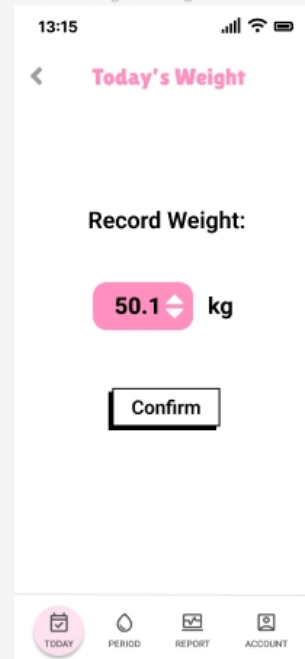 13:15
Today's Weight
Record Weight:
50.1 kg
Confirm
TODAY PERIOD REPORT ACCOUNT